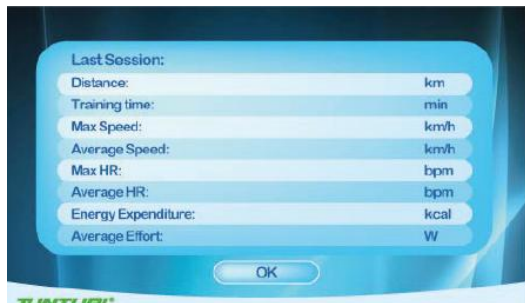 Last Session:
Distance: km
Training time: min
Max Speed: km/h
Average Speed: km/h
Max HR: bpm
Average HR: bpm
Energy Expenditure: kcal
Average Effort: W
OK
TUNTURI®